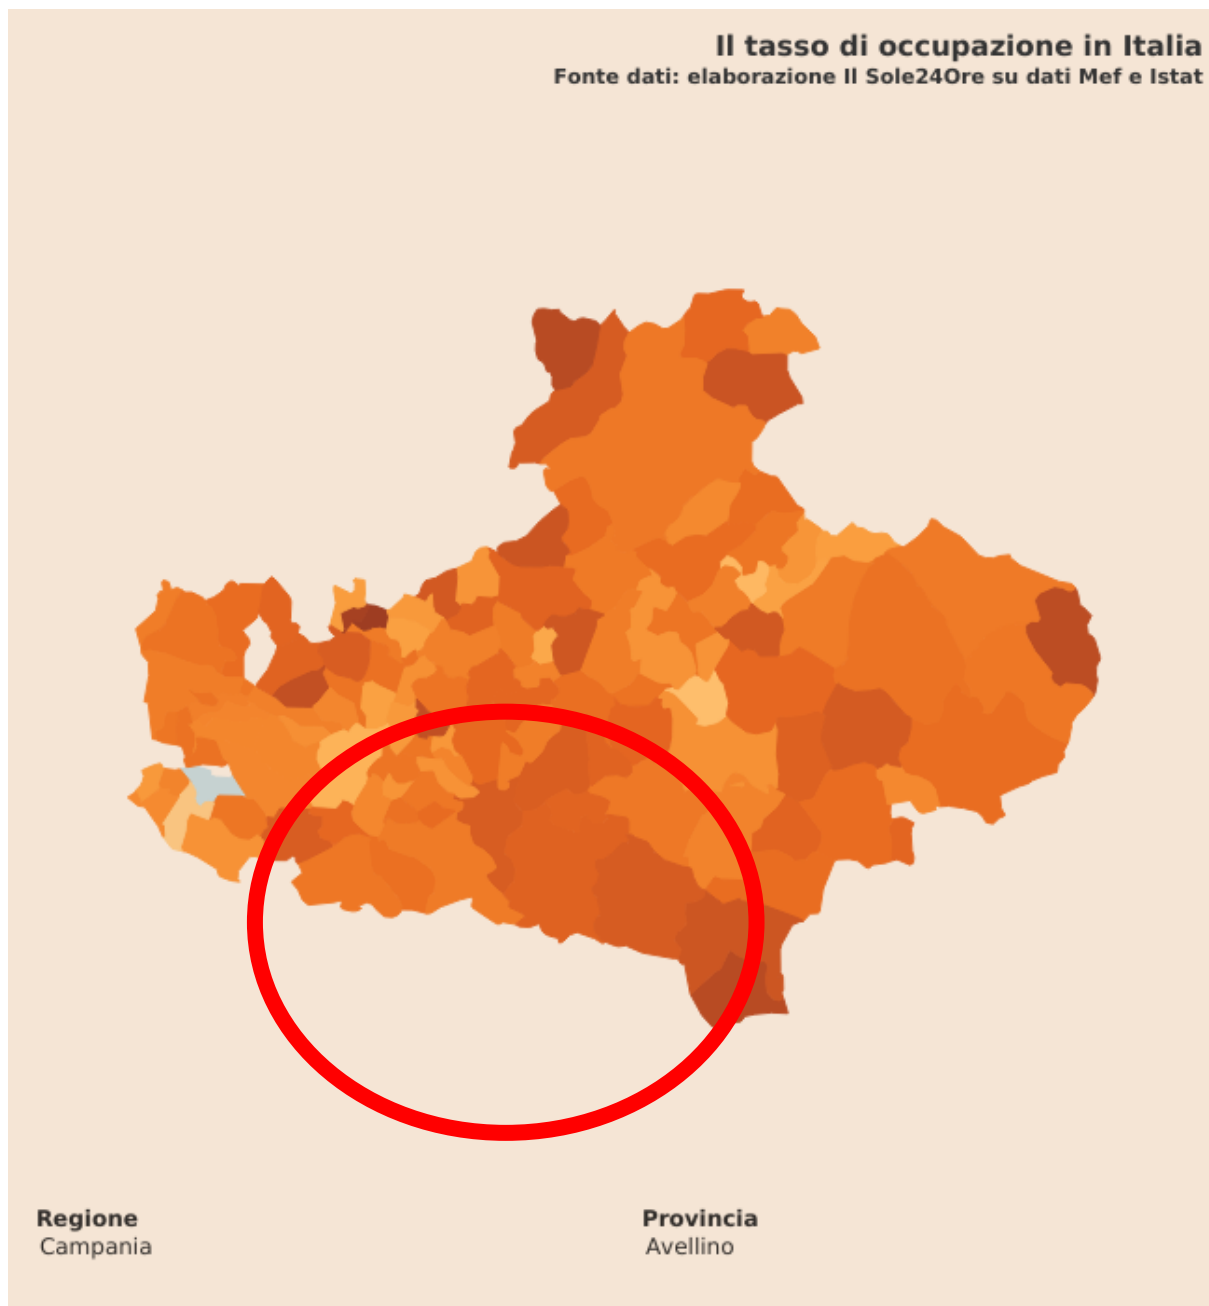 Il tasso di occupazione in Italia
Fonte dati: elaborazione Il Sole24Ore su dati Mef e Istat
Regione
Campania
Provincia
Avellino